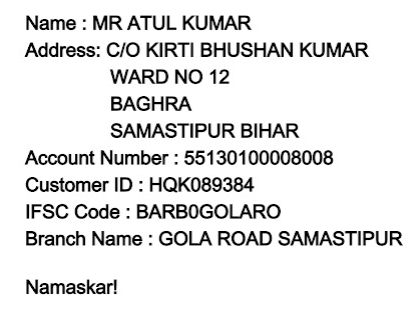 Name : MR ATUL KUMAR
Address: C/O KIRTI BHUSHAN KUMAR
WARD NO 12
BAGHRA
SAMASTIPUR BIHAR
Account Number : 55130100008008
Customer ID : HQK089384
IFSC Code : BARB0GOLARO
Branch Name : GOLA ROAD SAMASTIPUR
Namaskar!